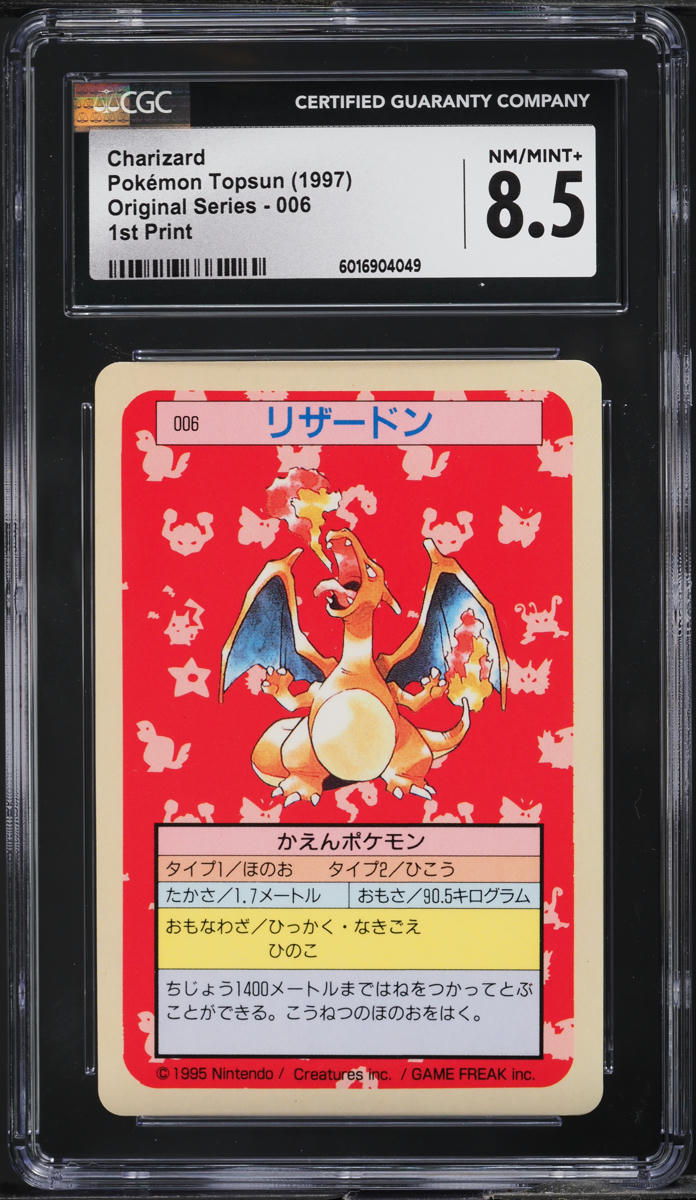 CGC
CERTIFIED GUARANTY COMPANY
Charizard
Pokémon Topsun (1997)
Original Series - 006
1st Print
NM/MINT+
8.5
6016904049
006 リザードン
かえんポケモン
タイプ1/ほのお タイプ2/ひこう
たかさ/1.7メートル おもさ/90.5キログラム
おもなわざ/ひっかく・なきごえ
ひのこ
ちじょう1400メートルまではねをつかってとぶ
ことができる。こうねつのほのおをはく。
©1995 Nintendo / Creatures inc. / GAME FREAK inc.